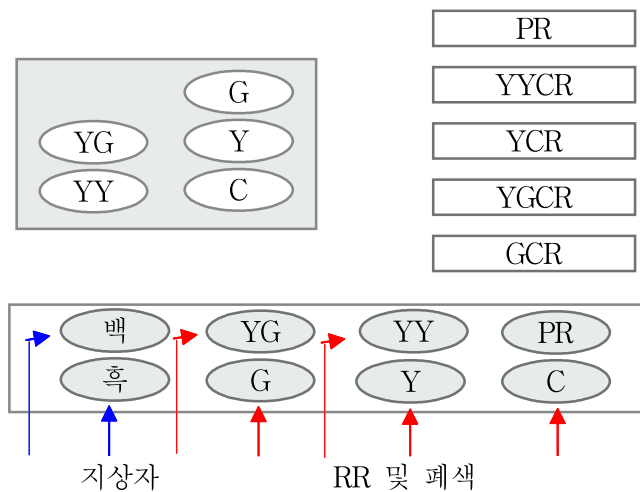 G
YG Y
YY C
PR
YYCR
YCR
YGCR
GCR
백 YG YY PR
흑 G Y C
지상자 RR 및 폐색